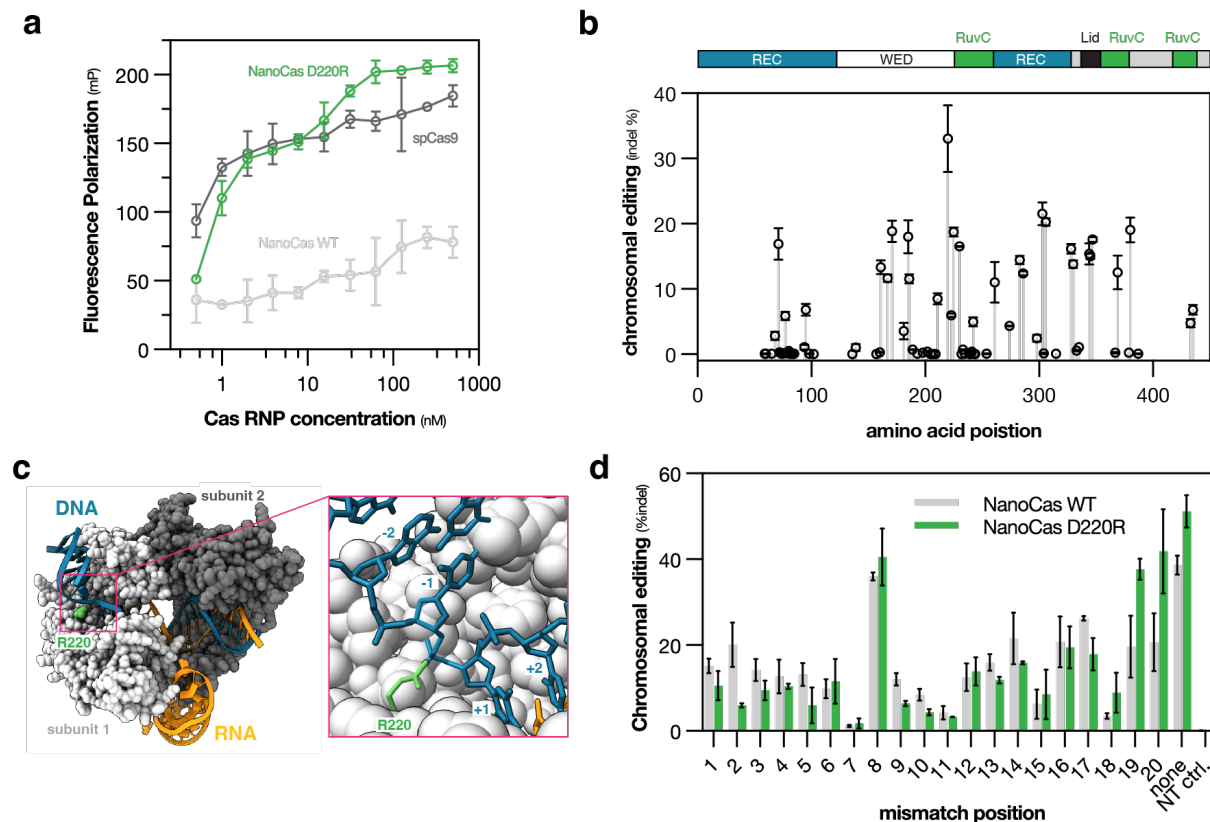 a
Fluorescence Polarization (mP)
200
150
100
50
0
NanoCas D220R
spCas9
NanoCas WT
1
10
100
1000
Cas RNP concentration (nM)
b
RuvC
Lid
RuvC
RuvC
REC
WED
REC
chromosomal editing (indel %)
40
30
20
10
0
0
100
200
300
400
amino acid poistion
c
DNA
subunit 2
R220
subunit 1
RNA
-2
-1
+2
R220
+1
d
Chromosomal editing (%indel)
60
40
20
0
NanoCas WT
NanoCas D220R
1
2
3
4
5
6
7
8
9
10
11
12
13
14
15
16
17
18
19
20
none
NT ctrl.
mismatch position